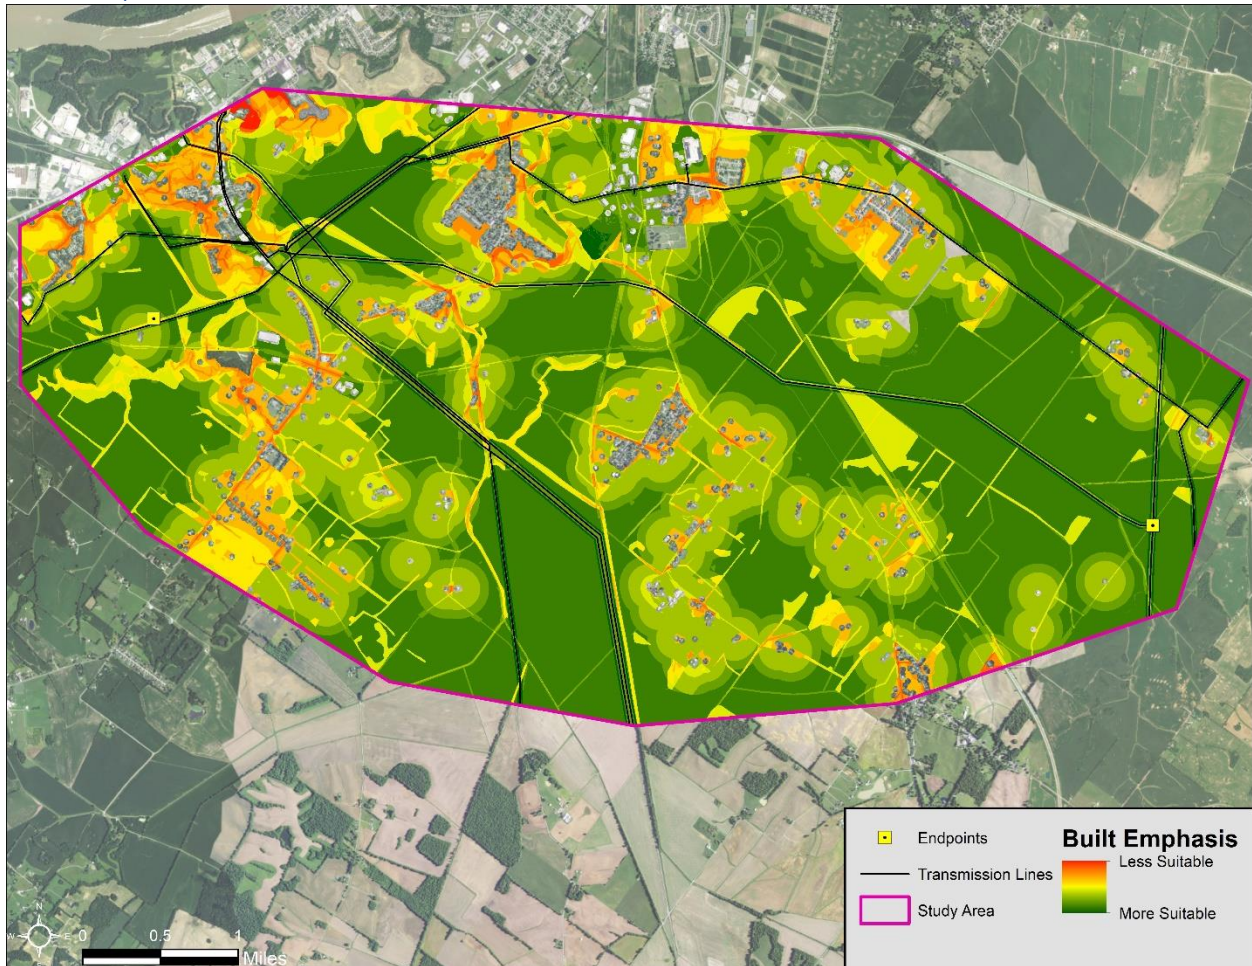 Endpoints
Transmission Lines
Study Area
Built Emphasis
Less Suitable
More Suitable
N
W
E
S
0 0.5 1
Miles